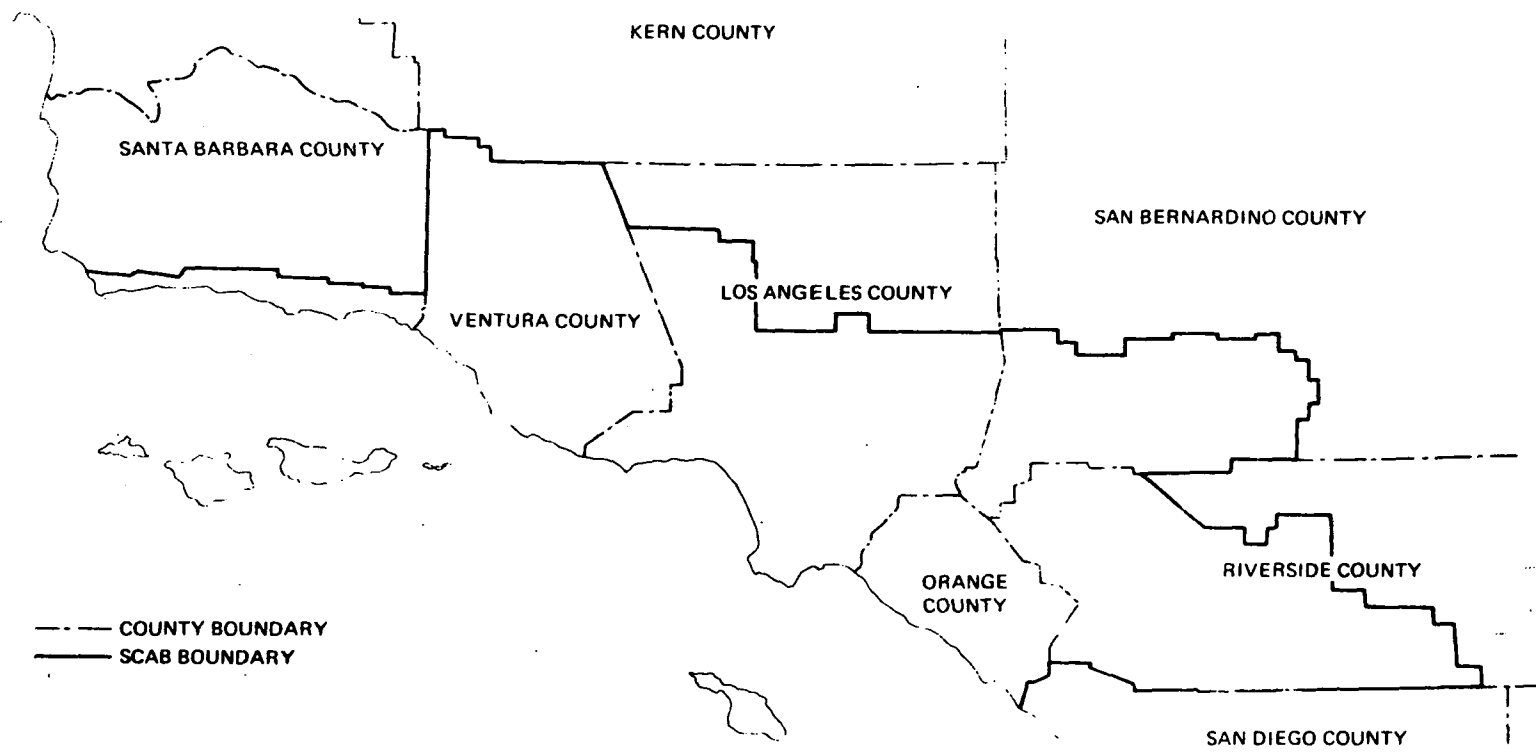 KERN COUNTY
SANTA BARBARA COUNTY
SAN BERNARDINO COUNTY
LOS ANGELES COUNTY
VENTURA COUNTY
RIVERSIDE COUNTY
ORANGE
COUNTY
COUNTY BOUNDARY
SCAB BOUNDARY
SAN DIEGO COUNTY